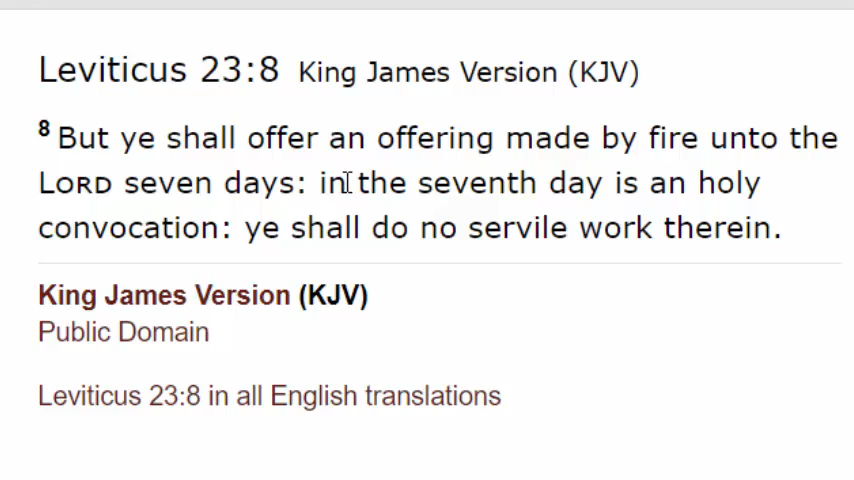 Leviticus 23:8 King James Version (KJV)
8 But ye shall offer an offering made by fire unto the
LORD seven days: in the seventh day is an holy
convocation: ye shall do no servile work therein.
King James Version (KJV)
Public Domain
Leviticus 23:8 in all English translations